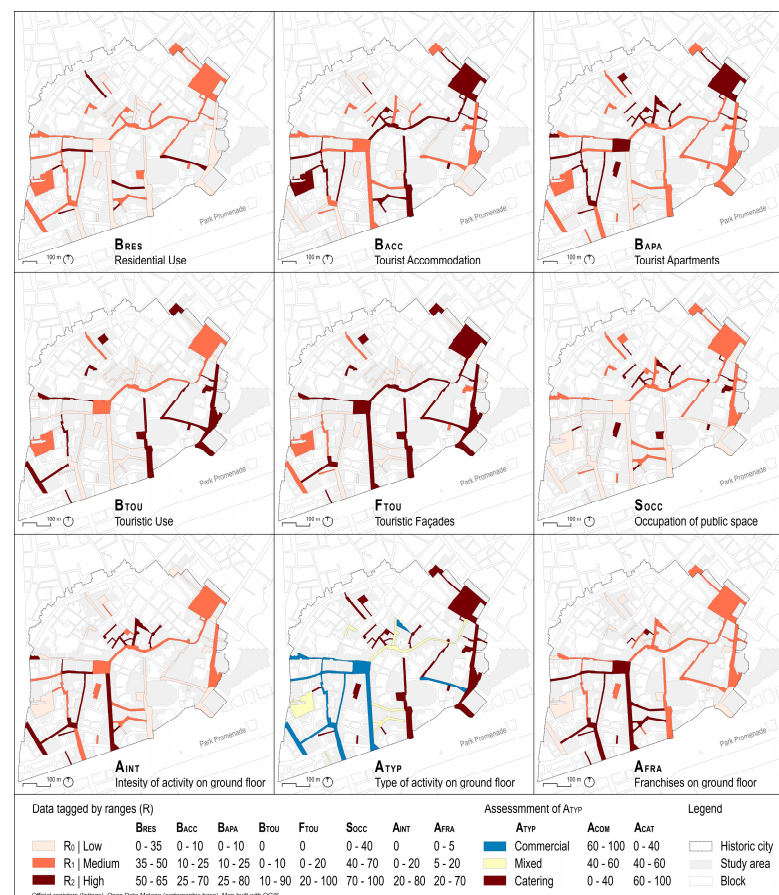 Park Promenade
100 m
BRES
Residential Use
Park Promenade
100 m
BACC
Tourist Accommodation
Park Promenade
100 m
BAPA
Tourist Apartments
Park Promenade
100 m
BTOU
Touristic Use
Park Promenade
100 m
FTOU
Touristic Façades
Park Promenade
100 m
SOCC
Occupation of public space
Park Promenade
100 m
AINT
Intesity of activity on ground floor
Park Promenade
100 m
ATYP
Type of activity on ground floor
Park Promenade
100 m
AFRA
Franchises on ground floor
Data tagged by ranges (R) Assessmment of ATYP Legend
BRES BACC BAPA BTOU FTOU SOCC AINT AFRA ATYP ACOM ACAT
R0 | Low 0 - 35 0 - 10 0 - 10 0 0 0 - 40 0 0 - 5 Commercial 60 - 100 0 - 40 Historic city
R1 | Medium 35 - 50 10 - 25 10 - 25 0 - 10 0 - 20 40 - 70 0 - 20 5 - 20 Mixed 40 - 60 40 - 60 Study area
R2 | High 50 - 65 25 - 70 25 - 80 10 - 90 20 - 100 70 - 100 20 - 80 20 - 70 Catering 0 - 40 60 - 100 Block